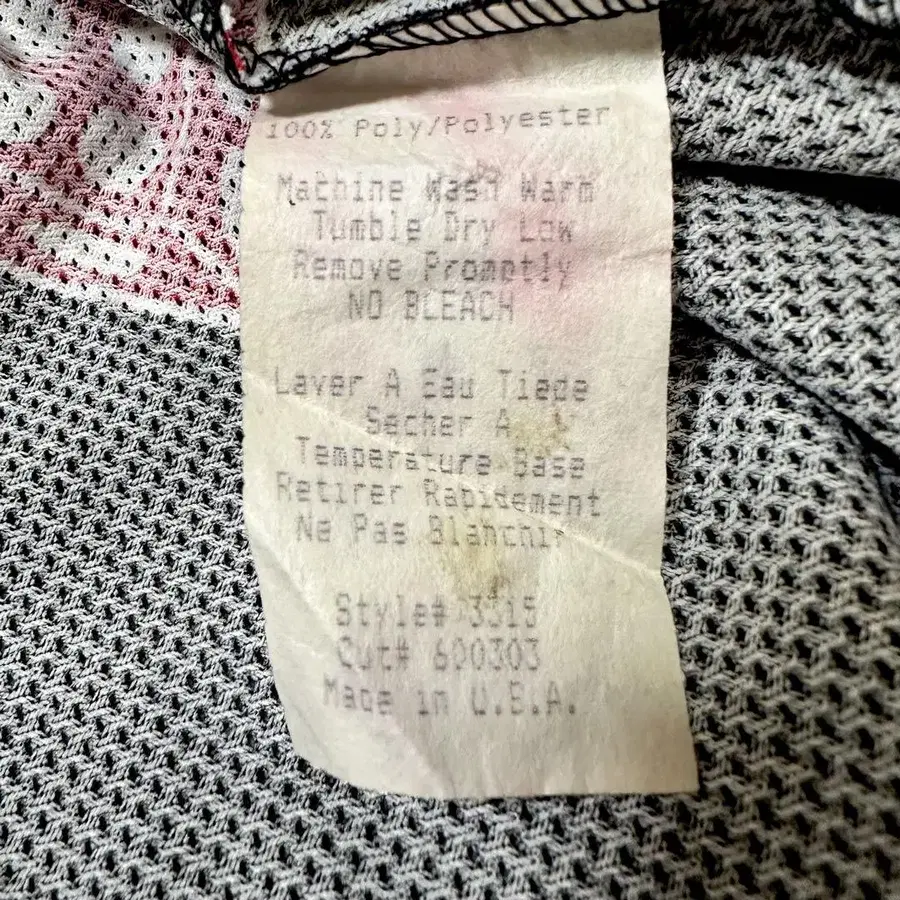 100% Poly/Polyester
Machine Wash Warm
Tumble Dry Low
Remove Promptly
NO BLEACH
Laver A Eau Tiede
Secher A
Temperature Base
Retirer Rapidement
Ne Pas Blanchir
Style# 3315
Cut# 600303
Made in U.S.A.